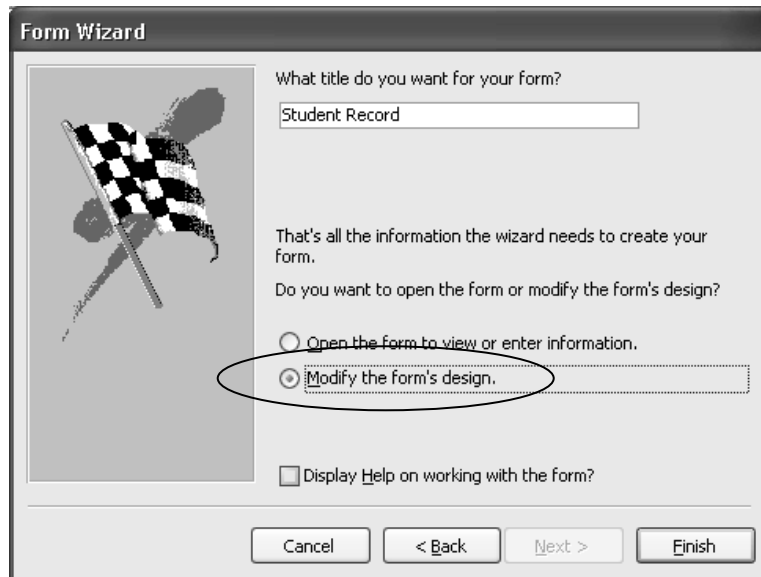 Form Wizard
What title do you want for your form?
Student Record
That's all the information the wizard needs to create your
form.
Do you want to open the form or modify the form's design?
Open the form to view or enter information.
Modify the form's design.
Display Help on working with the form?
Cancel
< Back
Next >
Finish